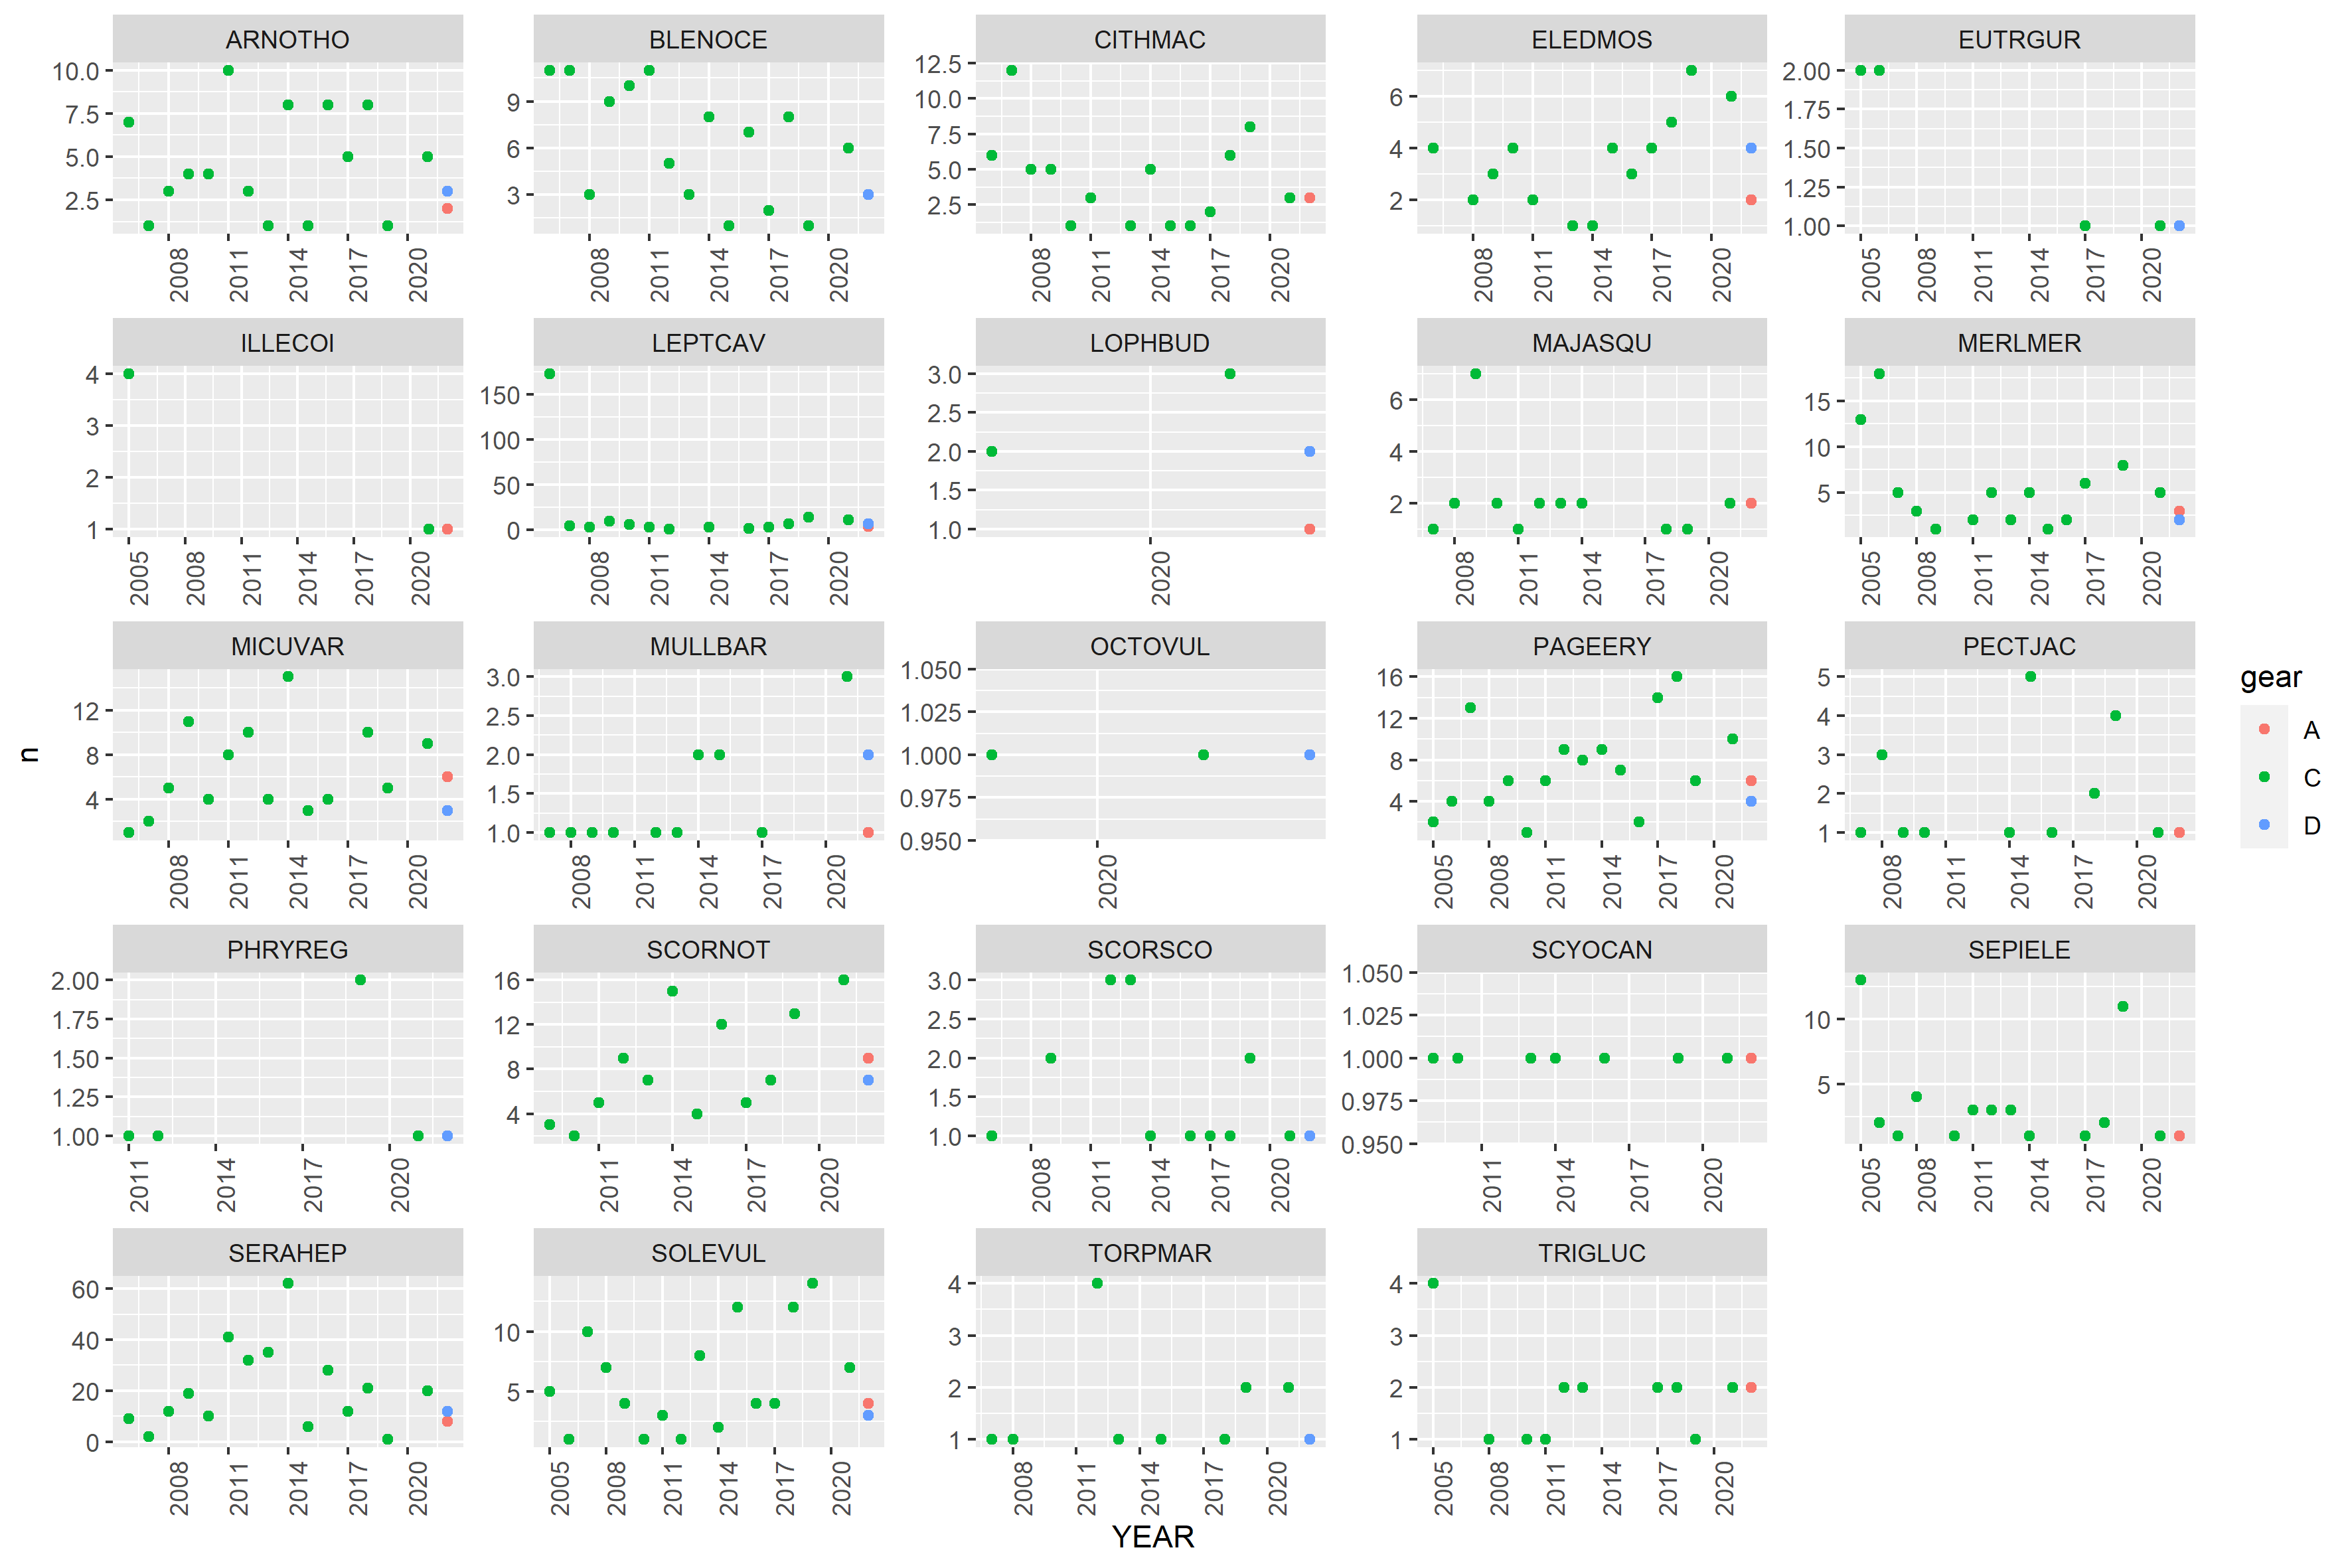 ARNOTHO BLENOCE CITHMAC ELEDMOS EUTRGUR
10.0 7.5 5.0 2.5
9 6 3
12.5 10.0 7.5 5.0 2.5
6 4 2
2.00 1.75 1.50 1.25 1.00
2008 2011 2014 2017 2020
2008 2011 2014 2017 2020
2008 2011 2014 2017 2020
2008 2011 2014 2017 2020
2005 2008 2011 2014 2017 2020
ILLECOI LEPTCAV LOPHBUD MAJASQU MERLMER
4 3 2 1
150 100 50 0
3.0 2.5 2.0 1.5 1.0
6 4 2
15 10 5
2005 2008 2011 2014 2017 2020
2008 2011 2014 2017 2020
2020
2008 2011 2014 2017 2020
2005 2008 2011 2014 2017 2020
MICUVAR MULLBAR OCTOVUL PAGEERY PECTJAC
12 8 4
3.0 2.5 2.0 1.5 1.0
1.050 1.025 1.000 0.975 0.950
16 12 8 4
5 4 3 2 1
2008 2011 2014 2017 2020
2008 2011 2014 2017 2020
2020
2005 2008 2011 2014 2017 2020
2008 2011 2014 2017 2020
PHRYREG SCORNOT SCORSCO SCYOCAN SEPIELE
2.00 1.75 1.50 1.25 1.00
16 12 8 4
3.0 2.5 2.0 1.5 1.0
1.050 1.025 1.000 0.975 0.950
10 5
2011 2014 2017 2020
2011 2014 2017 2020
2008 2011 2014 2017 2020
2011 2014 2017 2020
2005 2008 2011 2014 2017 2020
SERAHEP SOLEVUL TORPMAR TRIGLUC
60 40 20 0
10 5
4 3 2 1
4 3 2 1
2008 2011 2014 2017 2020
2005 2008 2011 2014 2017 2020
2008 2011 2014 2017 2020
2005 2008 2011 2014 2017 2020
n
YEAR
gear
A
C
D